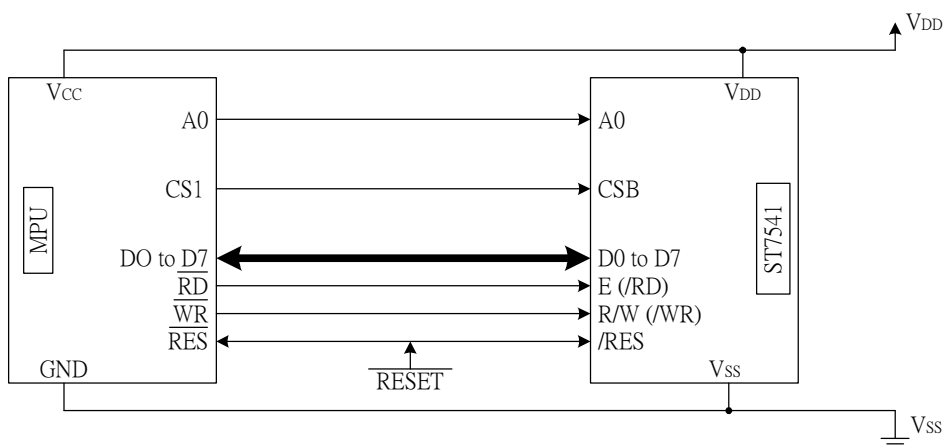 VDD
VCC
VDD
A0
A0
CS1
CSB
MPU
ST7541
DO to D7
D0 to D7
RD
E (/RD)
WR
R/W (/WR)
RES
/RES
RESET
GND
VSS
VSS